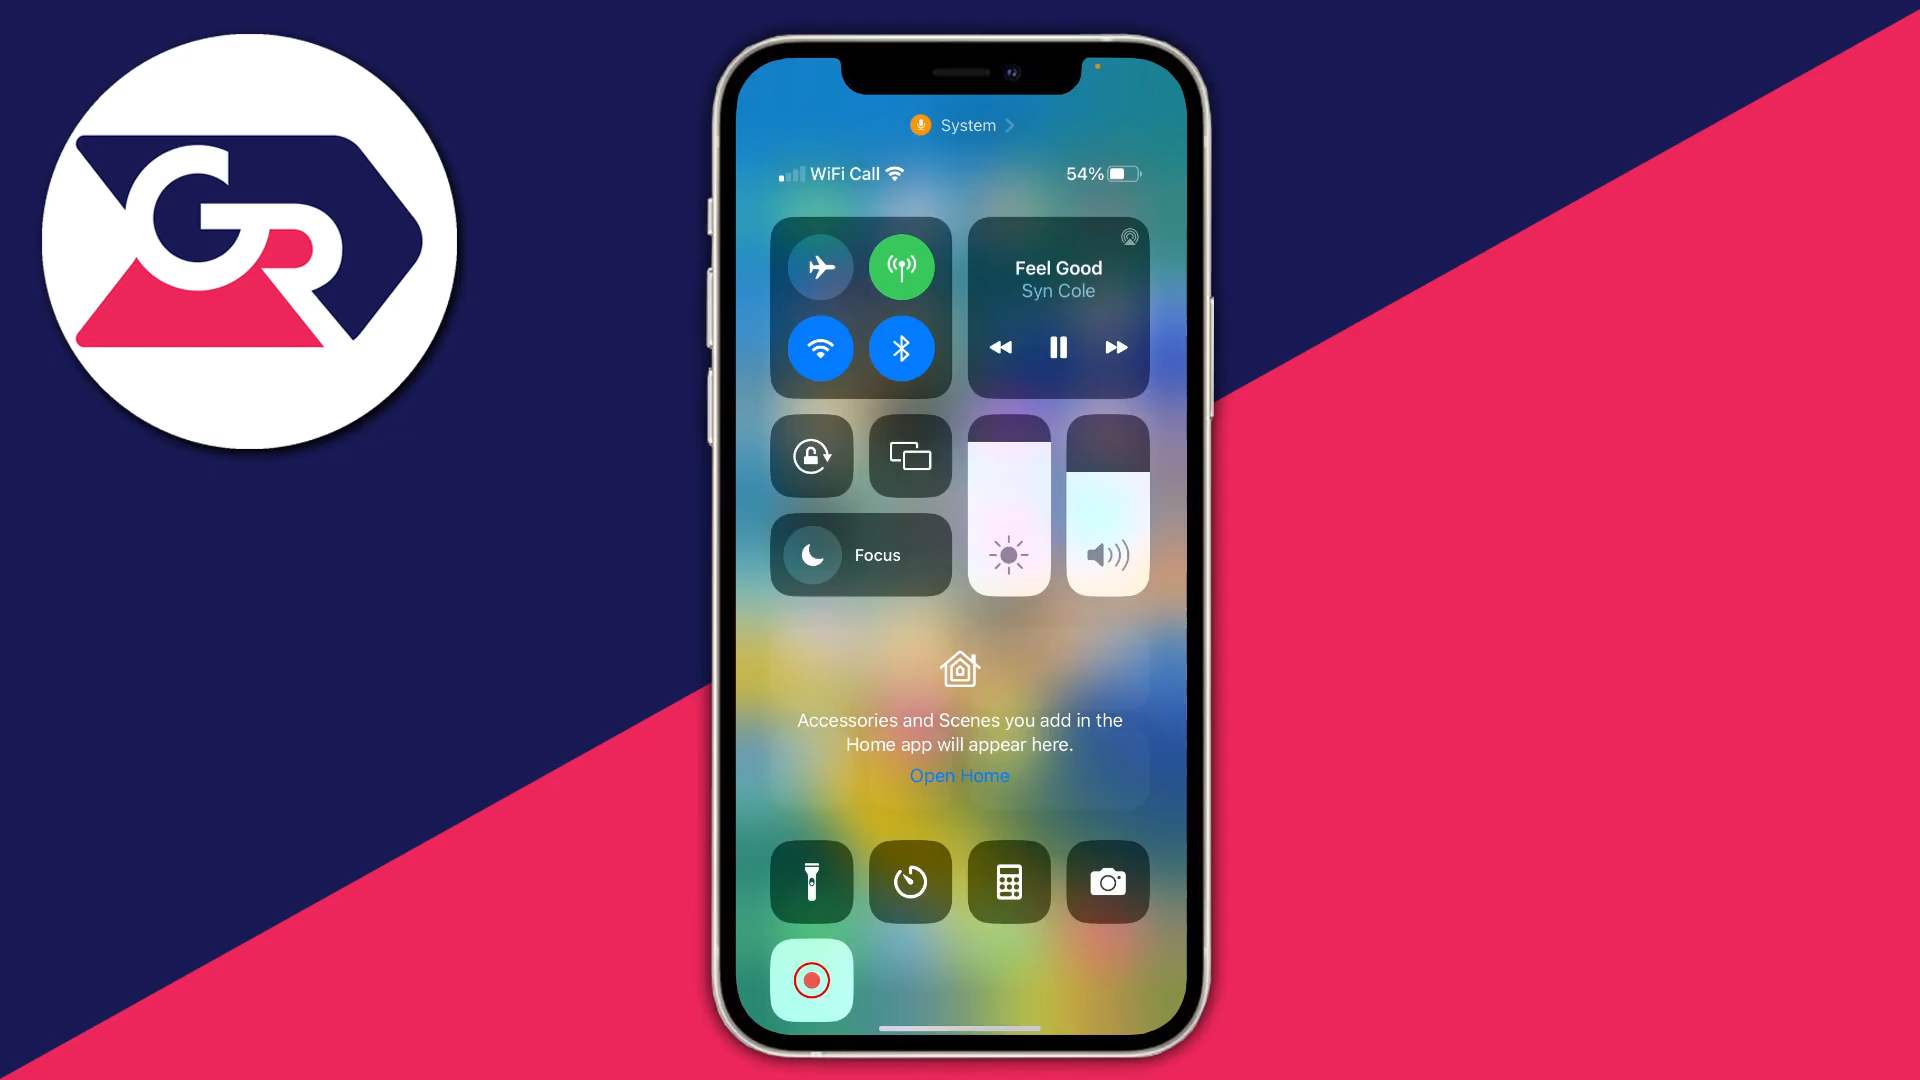 GR
System
WiFi Call
54%
Feel Good
Syn Cole
Focus
Accessories and Scenes you add in the
Home app will appear here.
Open Home